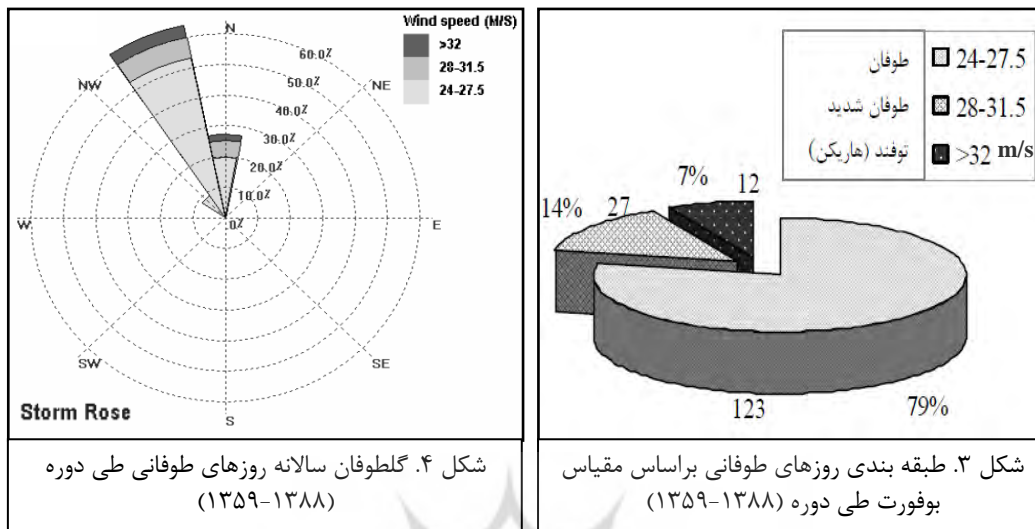 Wind speed (M/S)
>32
28-31.5
24-27.5
N
NE
E
SE
S
SW
W
NW
60.0%
50.0%
40.0%
30.0%
20.0%
10.0%
0%
Storm Rose
شکل ۴. گلطوفان سالانه روزهای طوفانی طی دوره
(۱۳۵۹-۱۳۸۸)
طوفان 24-27.5
طوفان شدید 28-31.5
توفند (هاریکن) >32 m/s
7% 12
14% 27
123 79%
شکل ۳. طبقه بندی روزهای طوفانی براساس مقیاس
بوفورت طی دوره (۱۳۸۸-۱۳۵۹)